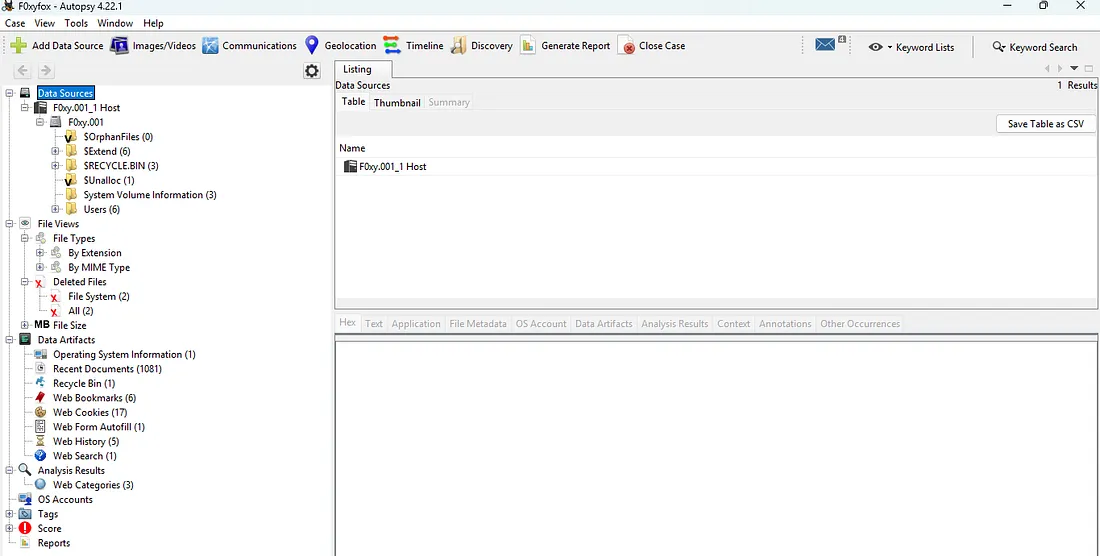 F0xyfox - Autopsy 4.22.1
Case View Tools Window Help
Add Data Source Images/Videos Communications Geolocation Timeline Discovery Generate Report Close Case 4 Keyword Lists Keyword Search
Listing
Data Sources
1 Results
Table Thumbnail Summary
Save Table as CSV
Name
F0xy.001_1 Host
Data Sources
F0xy.001_1 Host
F0xy.001
$OrphanFiles (0)
$Extend (6)
$RECYCLE.BIN (3)
$Unalloc (1)
System Volume Information (3)
Users (6)
File Views
File Types
By Extension
By MIME Type
Deleted Files
File System (2)
All (2)
MB File Size
Data Artifacts
Operating System Information (1)
Recent Documents (1081)
Recycle Bin (1)
Web Bookmarks (6)
Web Cookies (17)
Web Form Autofill (1)
Web History (5)
Web Search (1)
Analysis Results
Web Categories (3)
OS Accounts
Tags
Score
Reports
Hex Text Application File Metadata OS Account Data Artifacts Analysis Results Context Annotations Other Occurrences